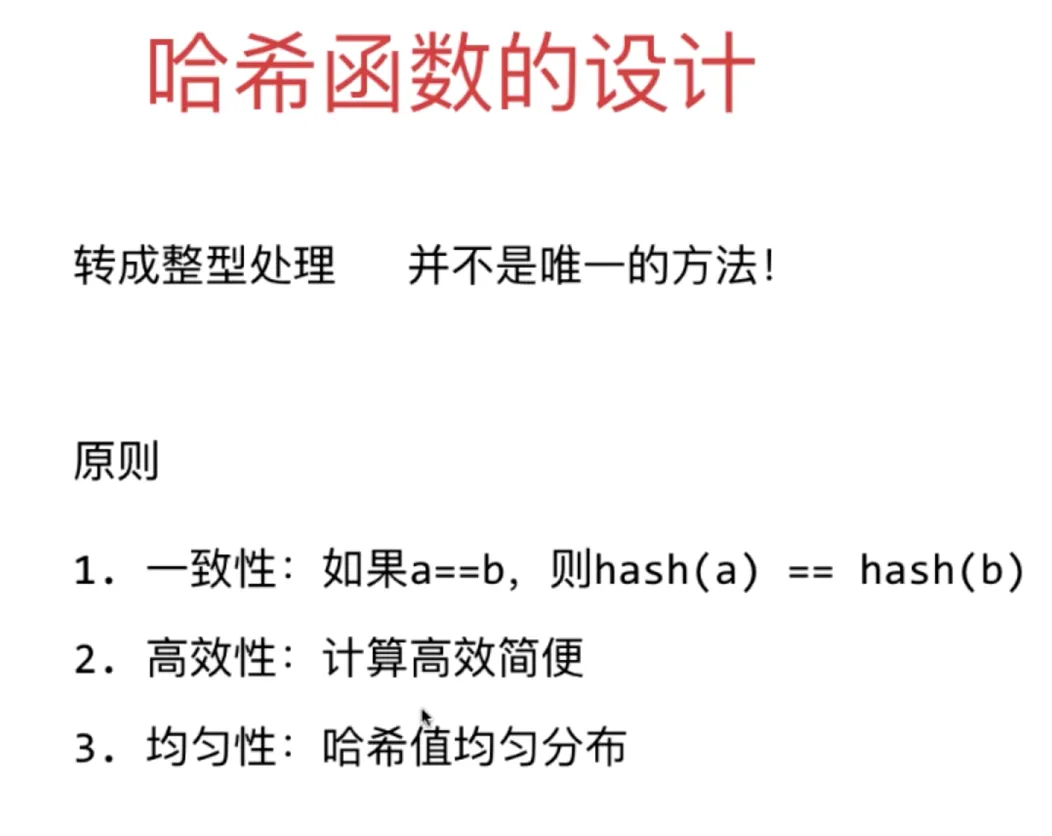 哈希函数的设计
转成整型处理 并不是唯一的方法!
原则
1. 一致性：如果a==b，则hash(a) == hash(b)
2. 高效性：计算高效简便
3. 均匀性：哈希值均匀分布